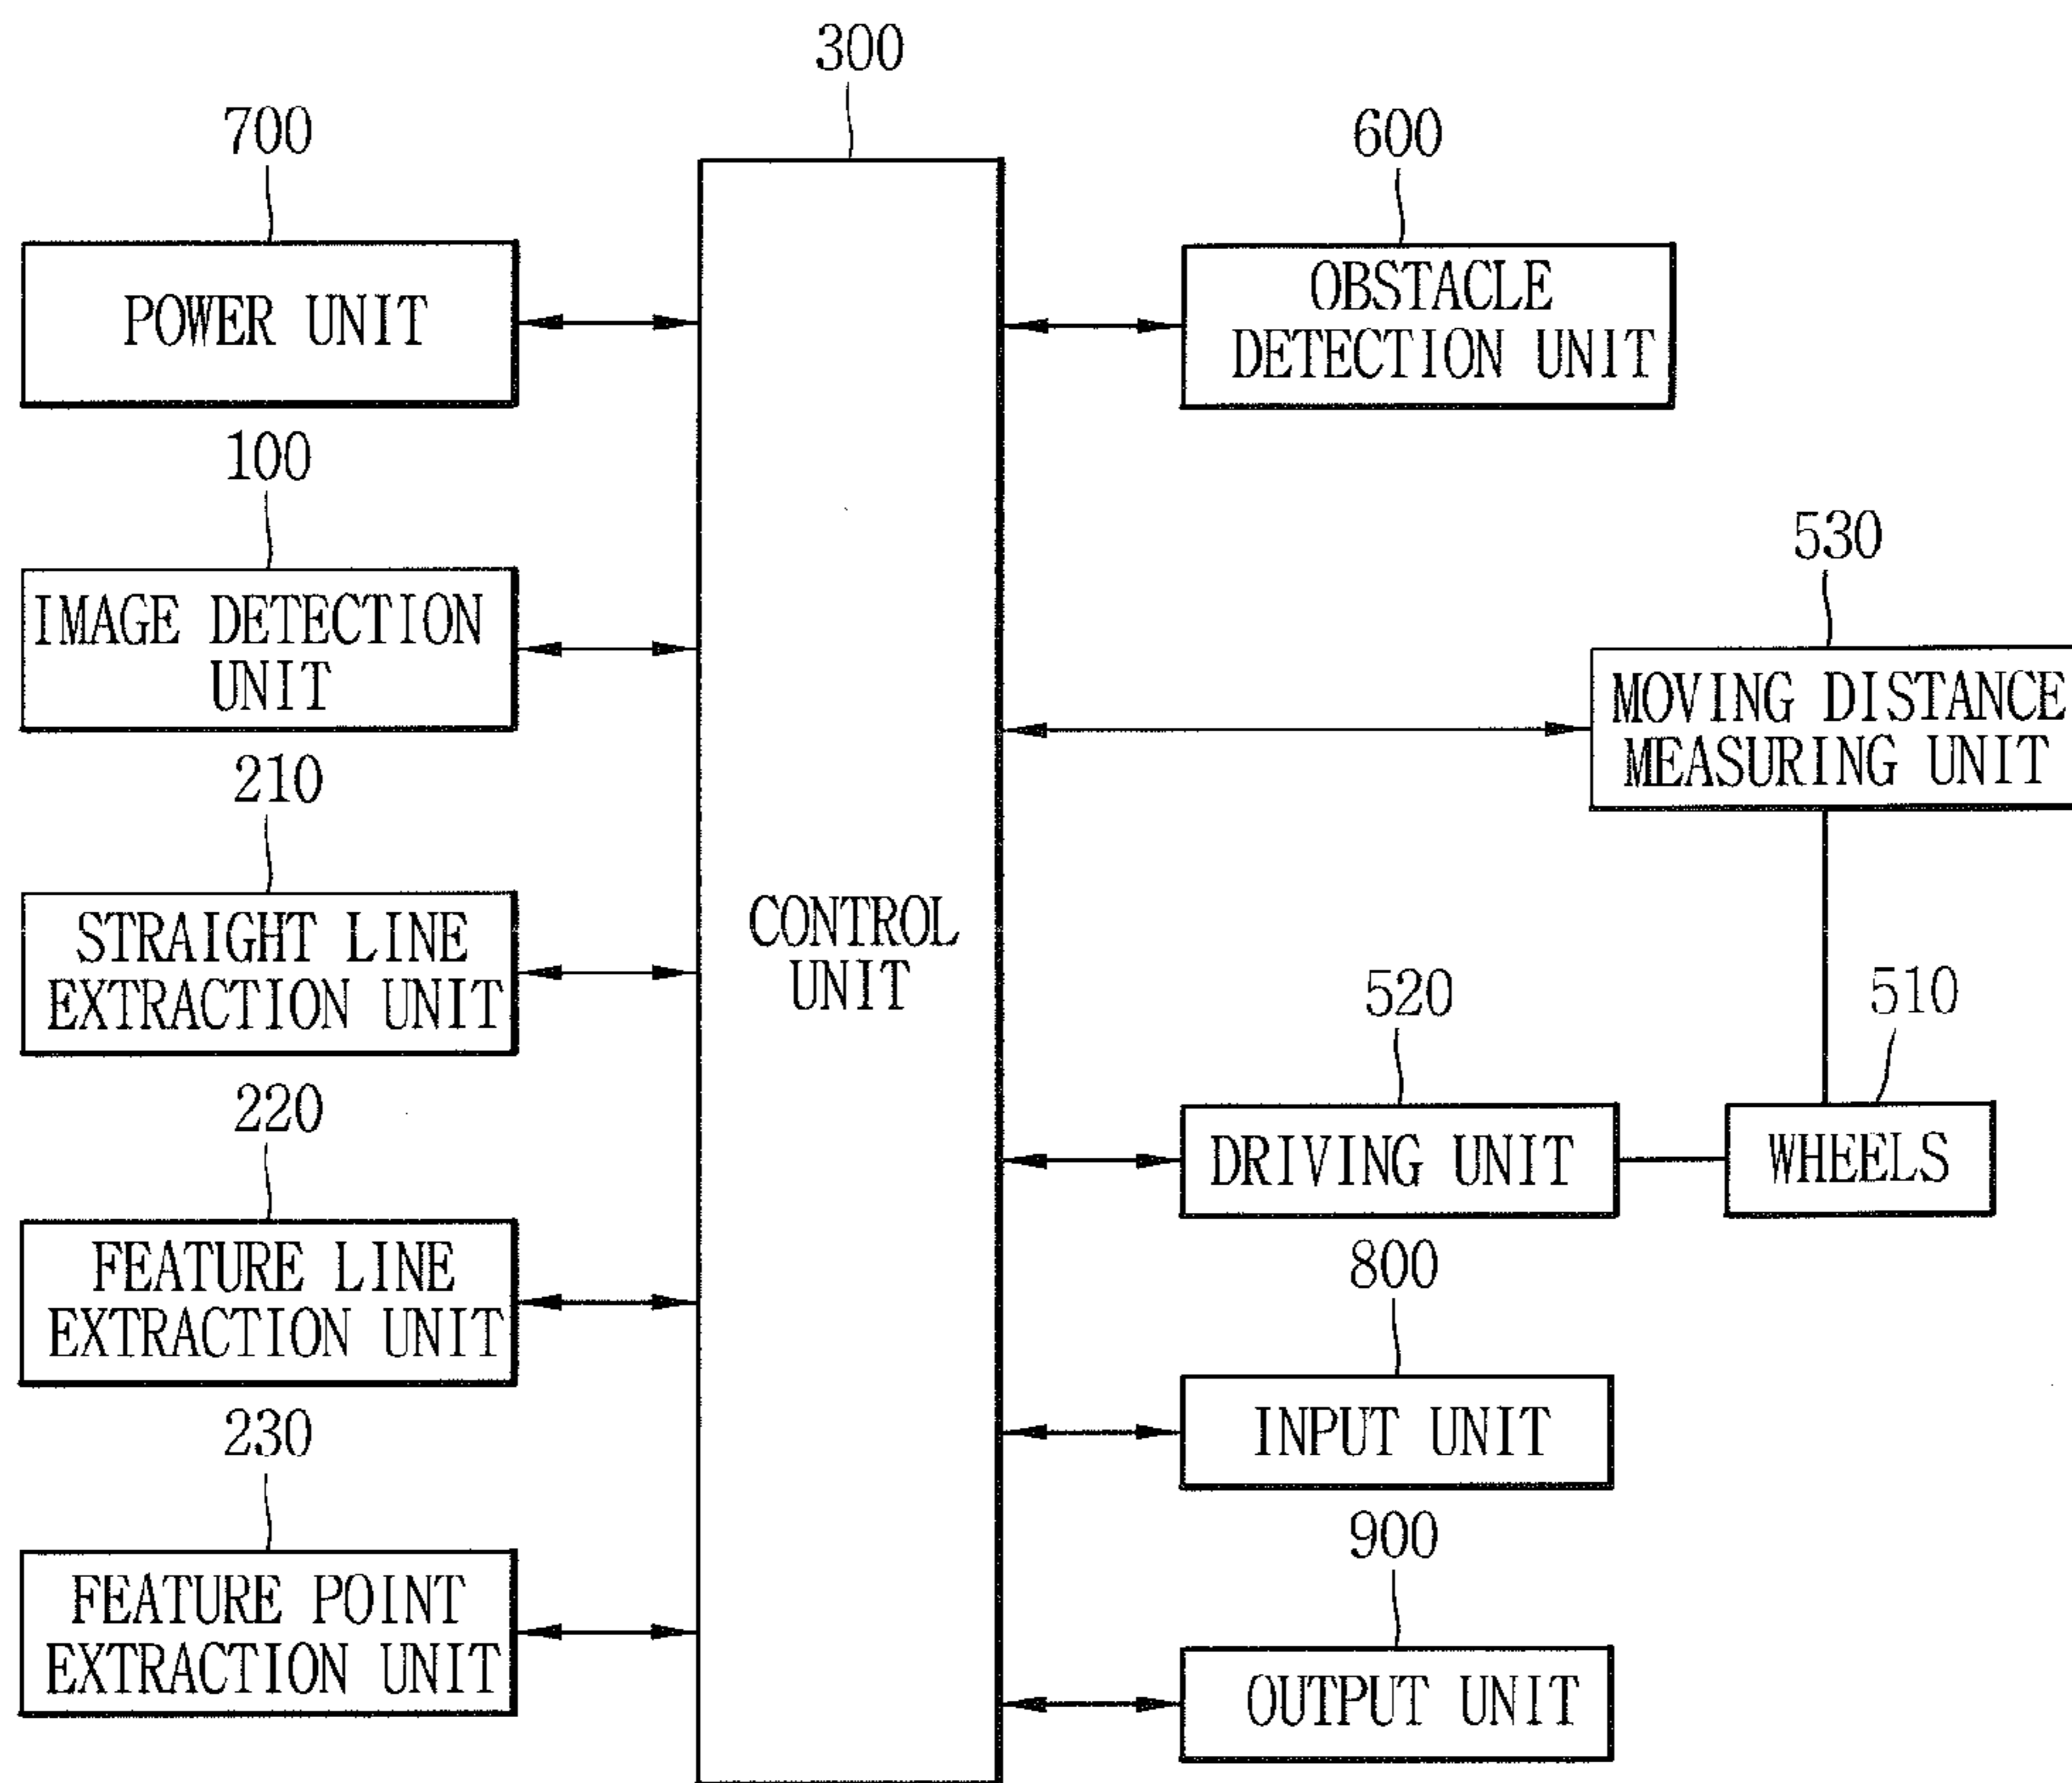 300
700
POWER UNIT
100
IMAGE DETECTION
UNIT
210
STRAIGHT LINE
EXTRACTION UNIT
220
FEATURE LINE
EXTRACTION UNIT
230
FEATURE POINT
EXTRACTION UNIT
CONTROL
UNIT
600
OBSTACLE
DETECTION UNIT
530
MOVING DISTANCE
MEASURING UNIT
520
DRIVING UNIT
510
WHEELS
800
INPUT UNIT
900
OUTPUT UNIT